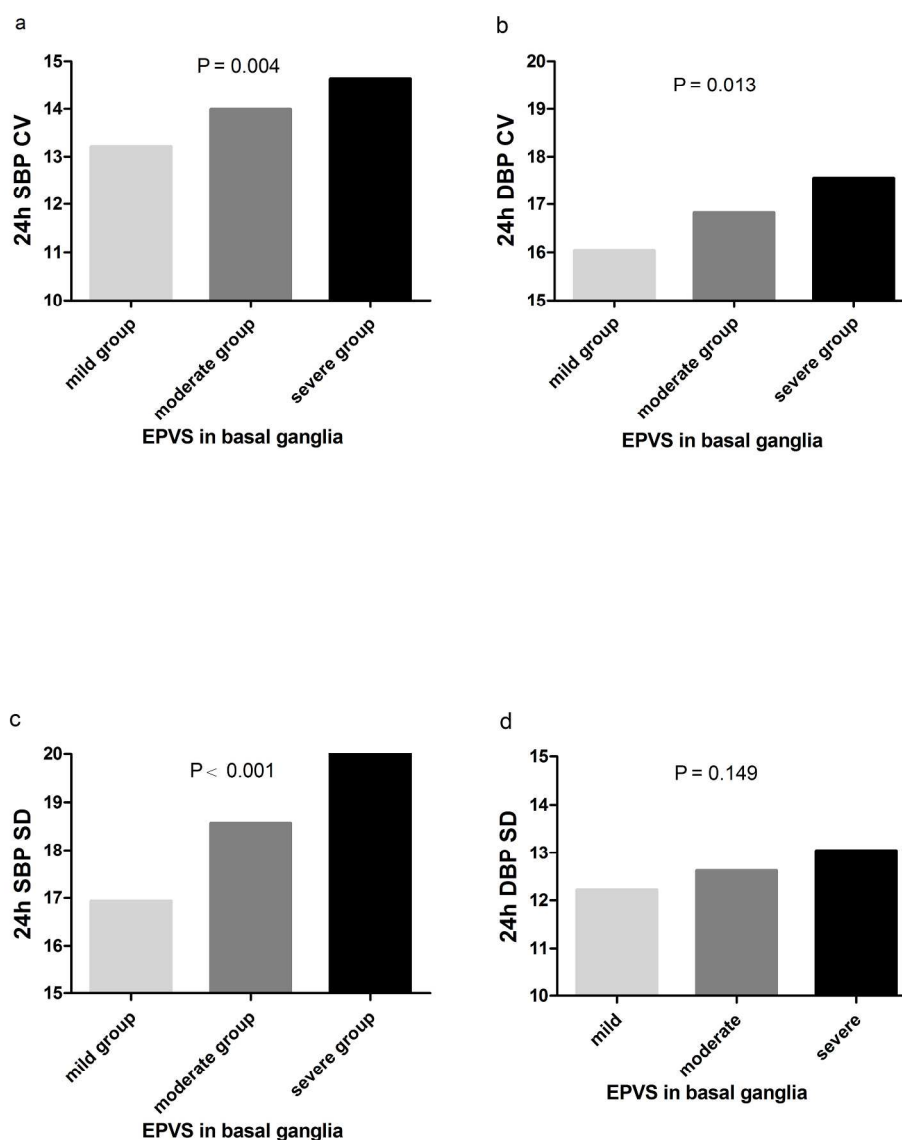 a
P = 0.004
24h SBP CV
15
14
13
12
11
10
mild group
moderate group
severe group
EPVS in basal ganglia
b
P = 0.013
24h DBP CV
20
19
18
17
16
15
mild group
moderate group
severe group
EPVS in basal ganglia
c
P < 0.001
24h SBP SD
20
19
18
17
16
15
mild group
moderate group
severe group
EPVS in basal ganglia
d
P = 0.149
24h DBP SD
15
14
13
12
11
10
mild
moderate
severe
EPVS in basal ganglia